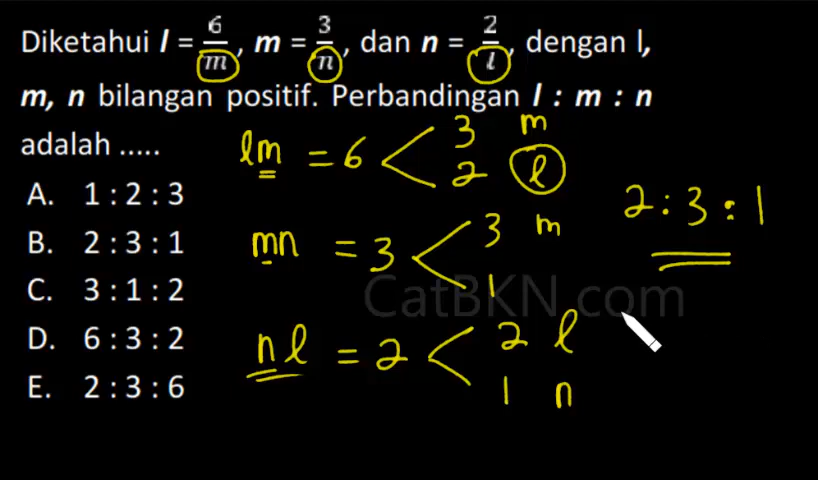 Diketahui l = 6/m, m = 3/n, dan n = 2/l, dengan l,
m, n bilangan positif. Perbandingan l : m : n
adalah .....
A. 1 : 2 : 3
B. 2 : 3 : 1
C. 3 : 1 : 2
D. 6 : 3 : 2
E. 2 : 3 : 6
lm = 6 < 3 m
2 l
mn = 3 < 3 m
1
nl = 2 < 2 l
1 n
2 : 3 : 1
CatBKN.com